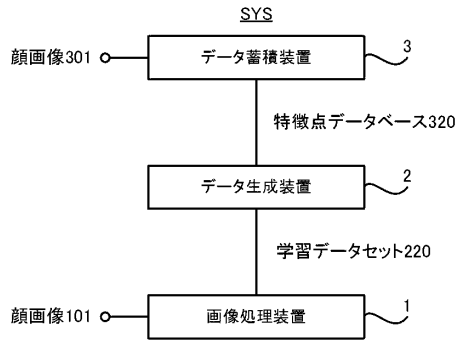 SYS
顔画像301
データ蓄積装置
3
特徴点データベース320
データ生成装置
2
学習データセット220
顔画像101
画像処理装置
1